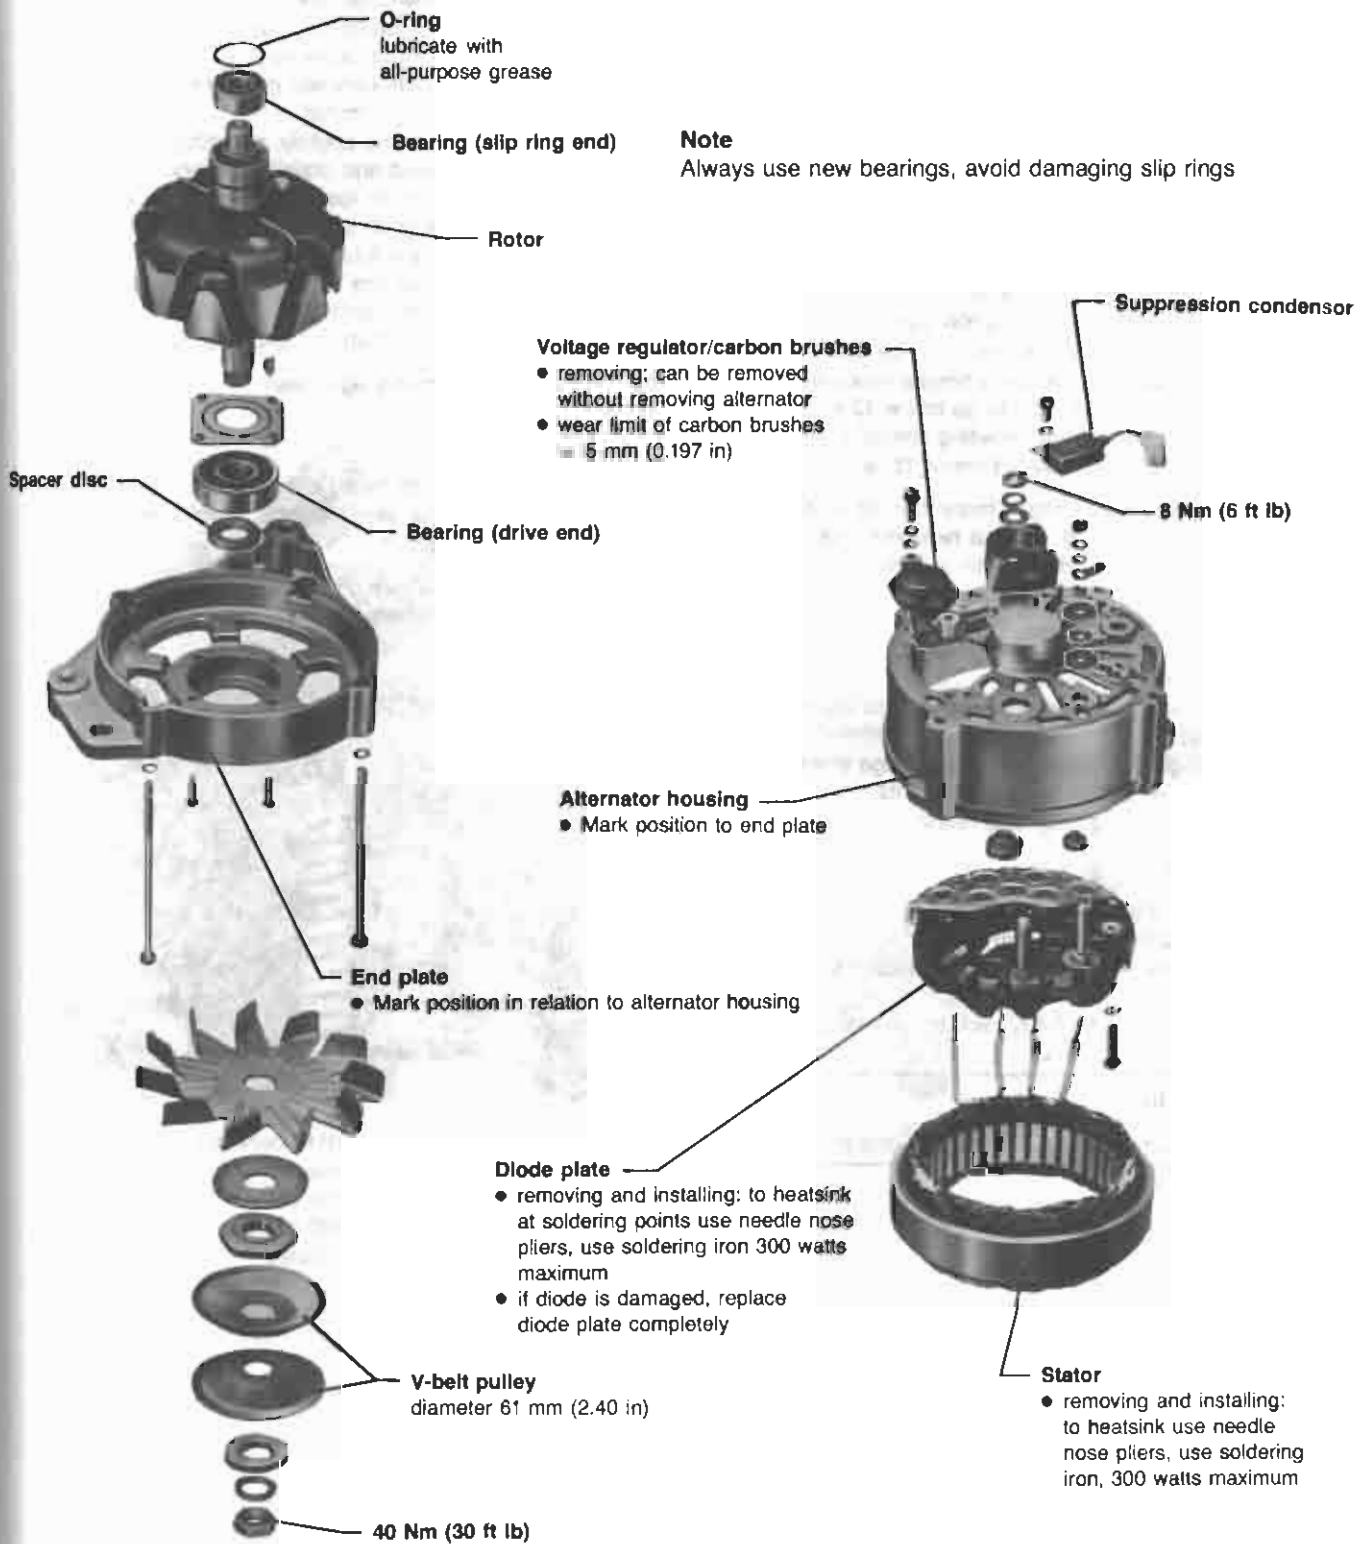 O-ring
lubricate with
all-purpose grease
Bearing (slip ring end)
Note
Always use new bearings, avoid damaging slip rings
Rotor
Suppression condensor
Voltage regulator/carbon brushes
● removing; can be removed
without removing alternator
● wear limit of carbon brushes
= 5 mm (0.197 in)
Spacer disc
8 Nm (6 ft lb)
Bearing (drive end)
Alternator housing
● Mark position to end plate
End plate
● Mark position in relation to alternator housing
Diode plate
● removing and installing: to heatsink
at soldering points use needle nose
pliers, use soldering iron 300 watts
maximum
● if diode is damaged, replace
diode plate completely
V-belt pulley
diameter 61 mm (2.40 in)
Stator
● removing and installing:
to heatsink use needle
nose pliers, use soldering
iron, 300 watts maximum
40 Nm (30 ft lb)